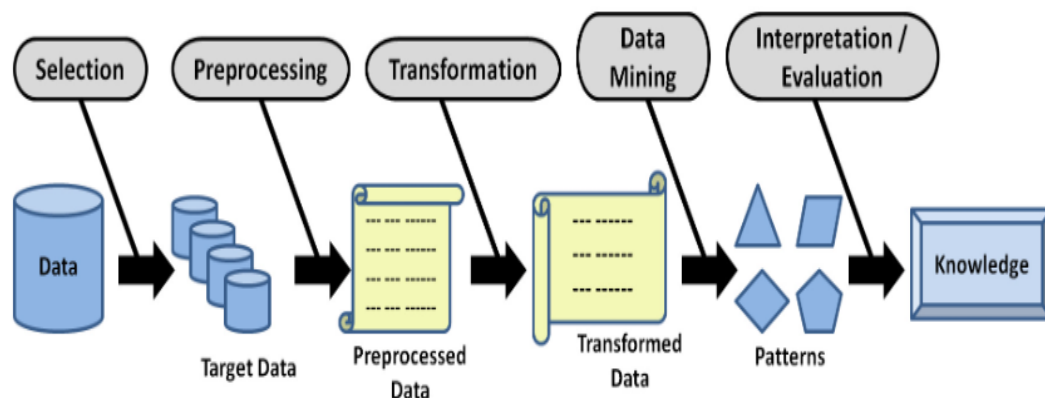 Selection
Preprocessing
Transformation
Data
Mining
Interpretation /
Evaluation
Data
Target Data
Preprocessed
Data
Transformed
Data
Patterns
Knowledge